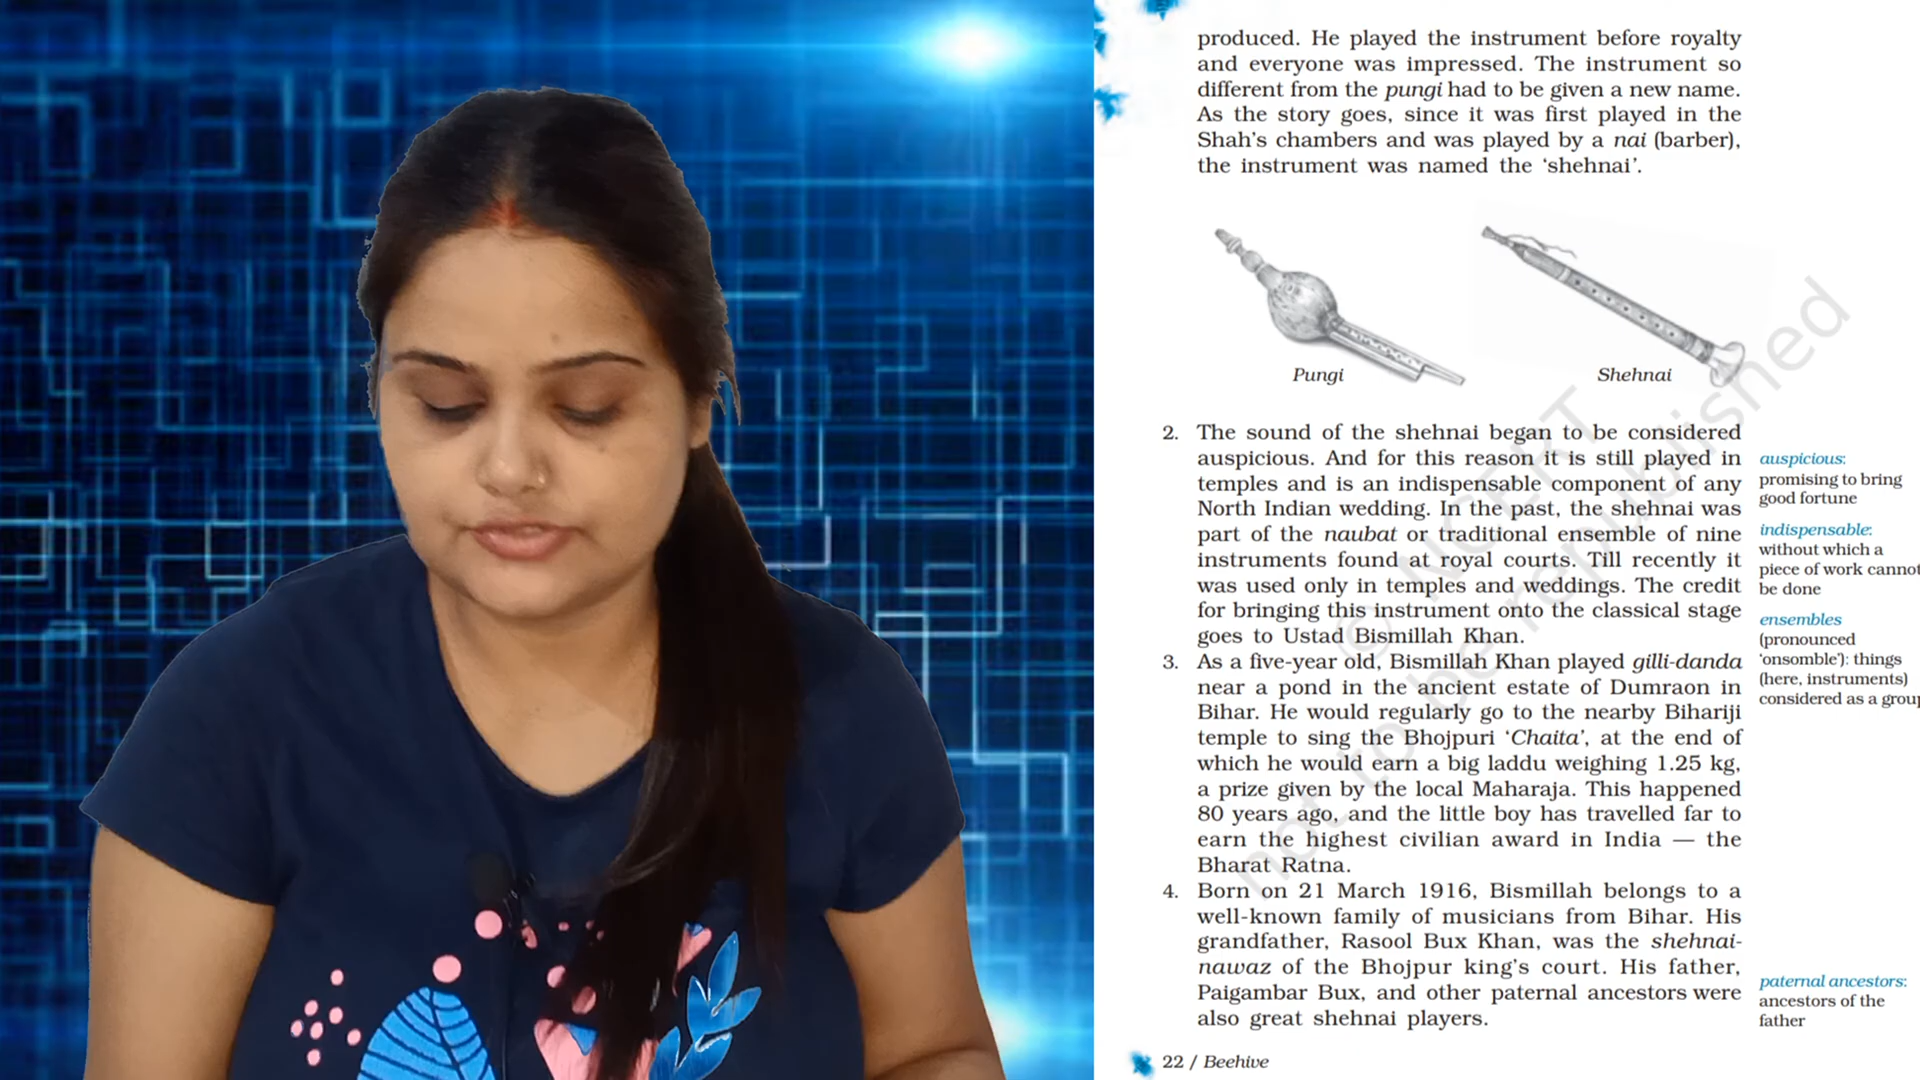 produced. He played the instrument before royalty
and everyone was impressed. The instrument so
different from the pungi had to be given a new name.
As the story goes, since it was first played in the
Shah's chambers and was played by a nai (barber),
the instrument was named the ‘shehnai’.
Pungi
Shehnai
2. The sound of the shehnai began to be considered
auspicious. And for this reason it is still played in
temples and is an indispensable component of any
North Indian wedding. In the past, the shehnai was
part of the naubat or traditional ensemble of nine
instruments found at royal courts. Till recently it
was used only in temples and weddings. The credit
for bringing this instrument onto the classical stage
goes to Ustad Bismillah Khan.
auspicious:
promising to bring
good fortune
indispensable:
without which a
piece of work cannot
be done
ensembles
(pronounced
‘onsomble’): things
(here, instruments)
considered as a group
3. As a five-year old, Bismillah Khan played gilli-danda
near a pond in the ancient estate of Dumraon in
Bihar. He would regularly go to the nearby Bihariji
temple to sing the Bhojpuri ‘Chaita’, at the end of
which he would earn a big laddu weighing 1.25 kg,
a prize given by the local Maharaja. This happened
80 years ago, and the little boy has travelled far to
earn the highest civilian award in India — the
Bharat Ratna.
4. Born on 21 March 1916, Bismillah belongs to a
well-known family of musicians from Bihar. His
grandfather, Rasool Bux Khan, was the shehnai-
nawaz of the Bhojpur king's court. His father,
Paigambar Bux, and other paternal ancestors were
also great shehnai players.
paternal ancestors:
ancestors of the
father
22 / Beehive
© NCERT
not to be republished